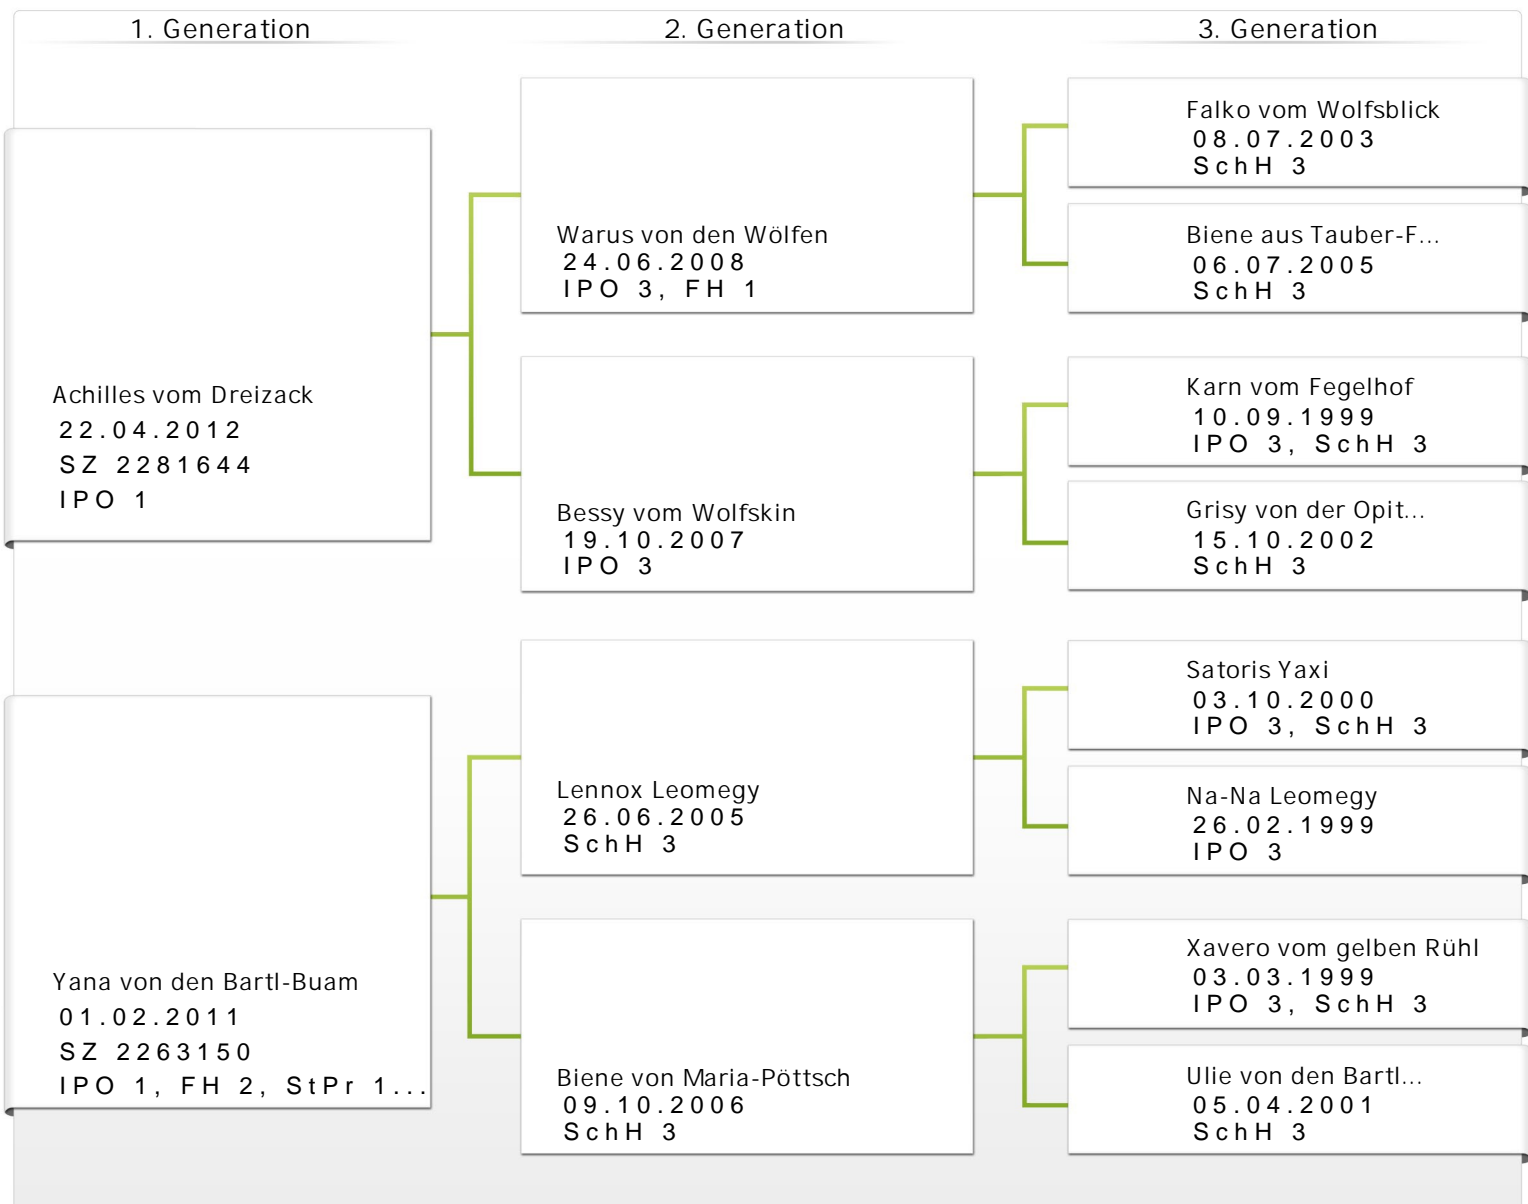 1. Generation
2. Generation
3. Generation
Achilles vom Dreizack
22.04.2012
SZ 2281644
IPO 1
Yana von den Bartl-Buam
01.02.2011
SZ 2263150
IPO 1, FH 2, StPr 1...
Warus von den Wölfen
24.06.2008
IPO 3, FH 1
Bessy vom Wolfskin
19.10.2007
IPO 3
Lennox Leomegy
26.06.2005
SchH 3
Biene von Maria-Pöttsch
09.10.2006
SchH 3
Falko vom Wolfsblick
08.07.2003
SchH 3
Biene aus Tauber-F...
06.07.2005
SchH 3
Karn vom Fegelhof
10.09.1999
IPO 3, SchH 3
Grisy von der Opit...
15.10.2002
SchH 3
Satoris Yaxi
03.10.2000
IPO 3, SchH 3
Na-Na Leomegy
26.02.1999
IPO 3
Xavero vom gelben Rühl
03.03.1999
IPO 3, SchH 3
Ulie von den Bartl...
05.04.2001
SchH 3